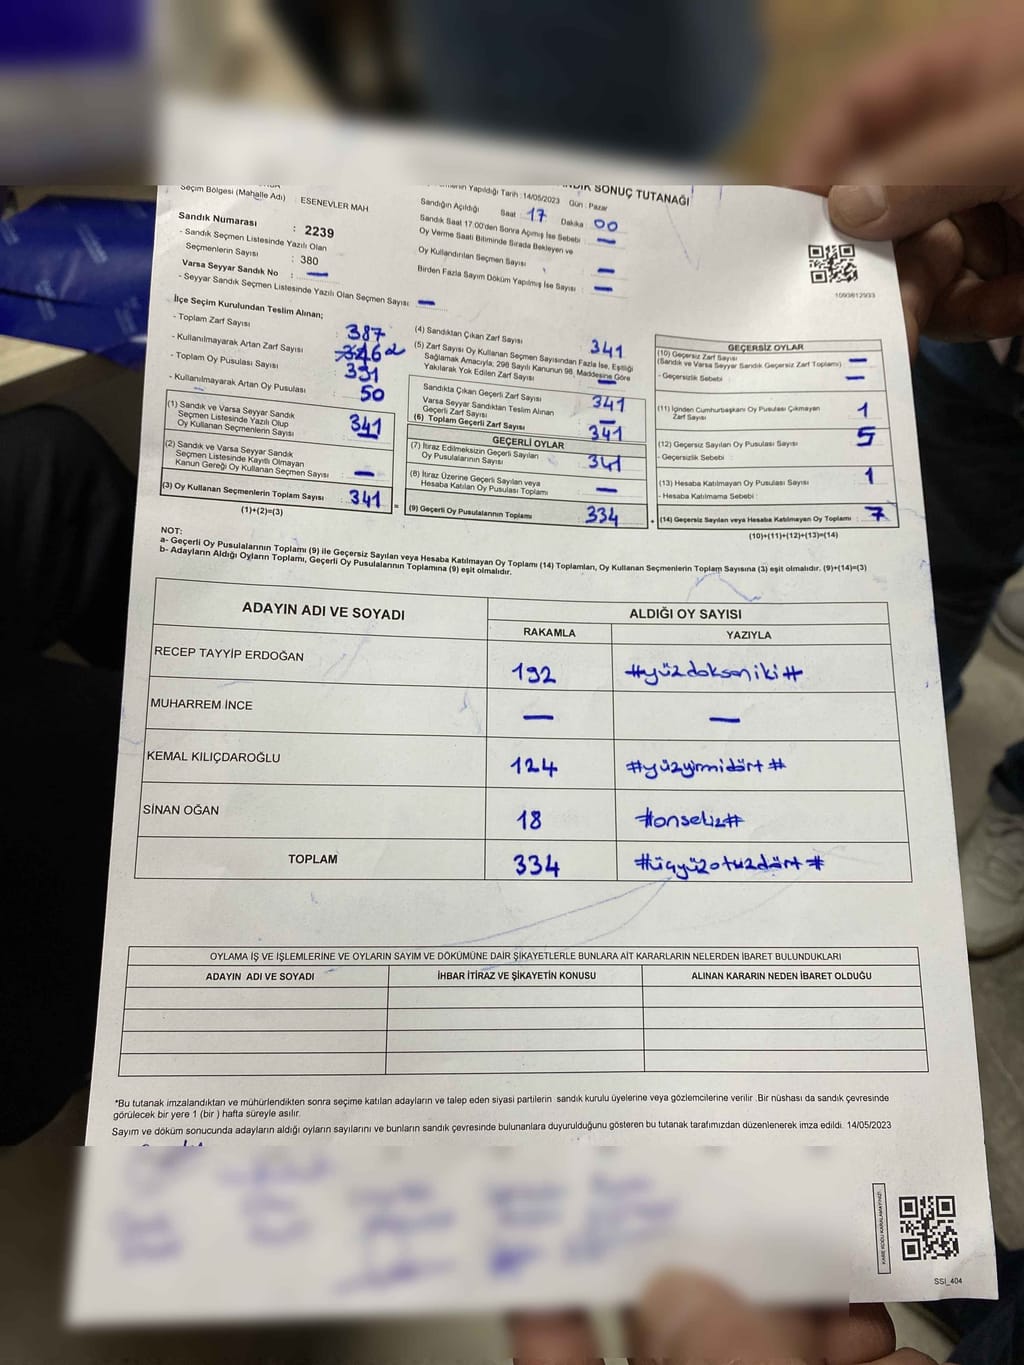 SONUÇ TUTANAĞI
Seçim Bölgesi (Mahalle Adı) : ESENEVLER MAH
Yapıldığı Tarih :14/05/2023 Gün : Pazar
Sandık Numarası : 2239
- Sandık Seçmen Listesinde Yazılı Olan
Seçmenlerin Sayısı : 380
Varsa Seyyar Sandık No : —
- Seyyar Sandık Seçmen Listesinde Yazılı Olan Seçmen Sayısı : —
Sandığın Açıldığı Saat : 17 Dakika 00
Sandık Saat 17:00'den Sonra Açımış İse Sebebi : —
Oy Verme Saati Bitiminde Sırada Bekleyen ve
Oy Kullandırılan Seçmen Sayısı : —
Birden Fazla Sayım Döküm Yapılmış İse Sayısı : —
1093812933
İlçe Seçim Kurulundan Teslim Alınan;
- Toplam Zarf Sayısı : 387
- Kullanılmayarak Artan Zarf Sayısı :
- Toplam Oy Pusulası Sayısı :
- Kullanılmayarak Artan Oy Pusulası : 50
(1) Sandık ve Varsa Seyyar Sandık
Seçmen Listesinde Yazılı Olup
Oy Kullanan Seçmenlerin Sayısı : 341
(2) Sandık ve Varsa Seyyar Sandık
Seçmen Listesinde Kayıtlı Olmayan
Kanun Gereği Oy Kullanan Seçmen Sayısı : —
(3) Oy Kullanan Seçmenlerin Toplam Sayısı : 341
(1)+(2)=(3)
(4) Sandıktan Çıkan Zarf Sayısı : 341
(5) Zarf Sayısı Oy Kullanan Seçmen Sayısından Fazla İse, Eşitliği
Sağlamak Amacıyla; 298 Sayılı Kanunun 98. Maddesine Göre
Yakılarak Yok Edilen Zarf Sayısı : —
Sandıkta Çıkan Geçerli Zarf Sayısı : 341
Varsa Seyyar Sandıktan Teslim Alınan
Geçerli Zarf Sayısı : —
(6) Toplam Geçerli Zarf Sayısı : 341
GEÇERLİ OYLAR
(7) İtiraz Edilmeksizin Geçerli Sayılan
Oy Pusulalarının Sayısı : 341
(8) İtiraz Üzerine Geçerli Sayılan veya
Hesaba Katılan Oy Pusulası Toplamı : —
= (9) Geçerli Oy Pusulalarının Toplamı : 334
GEÇERSİZ OYLAR
(10) Geçersiz Zarf Sayısı
(Sandık ve Varsa Seyyar Sandık Geçersiz Zarf Toplamı) : —
- Geçersizlik Sebebi : —
(11) İçinden Cumhurbaşkanı Oy Pusulası Çıkmayan
Zarf Sayısı : 1
(12) Geçersiz Sayılan Oy Pusulası Sayısı : 5
- Geçersizlik Sebebi :
(13) Hesaba Katılmayan Oy Pusulası Sayısı : 1
- Hesaba Katılmama Sebebi :
+ (14) Geçersiz Sayılan veya Hesaba Katılmayan Oy Toplamı : 7
(10)+(11)+(12)+(13)=(14)
NOT:
a- Geçerli Oy Pusulalarının Toplamı (9) ile Geçersiz Sayılan veya Hesaba Katılmayan Oy Toplamı (14) Toplamları, Oy Kullanan Seçmenlerin Toplam Sayısına (3) eşit olmalıdır. (9)+(14)=(3)
b- Adayların Aldığı Oyların Toplamı, Geçerli Oy Pusulalarının Toplamına (9) eşit olmalıdır.
ADAYIN ADI VE SOYADI ALDIĞI OY SAYISI
RAKAMLA YAZIYLA
RECEP TAYYİP ERDOĞAN 192 #yüzdoksaniki#
MUHARREM İNCE — —
KEMAL KILIÇDAROĞLU 124 #yüzyirmidört#
SİNAN OĞAN 18 #onsekiz#
TOPLAM 334 #üçyüzotuzdört#
OYLAMA İŞ VE İŞLEMLERİNE VE OYLARIN SAYIM VE DÖKÜMÜNE DAİR ŞİKAYETLERLE BUNLARA AİT KARARLARIN NELERDEN İBARET BULUNDUKLARI
ADAYIN ADI VE SOYADI İHBAR İTİRAZ VE ŞİKAYETİN KONUSU ALINAN KARARIN NEDEN İBARET OLDUĞU
*Bu tutanak imzalandıktan ve mühürlendikten sonra seçime katılan adayların ve talep eden siyasi partilerin sandık kurulu üyelerine veya gözlemcilerine verilir .Bir nüshası da sandık çevresinde
görülecek bir yere 1 (bir ) hafta süreyle asılır.
Sayım ve döküm sonucunda adayların aldığı oyların sayılarını ve bunların sandık çevresinde bulunanlara duyurulduğunu gösteren bu tutanak tarafımızdan düzenlenerek imza edildi. 14/05/2023
SSİ_404